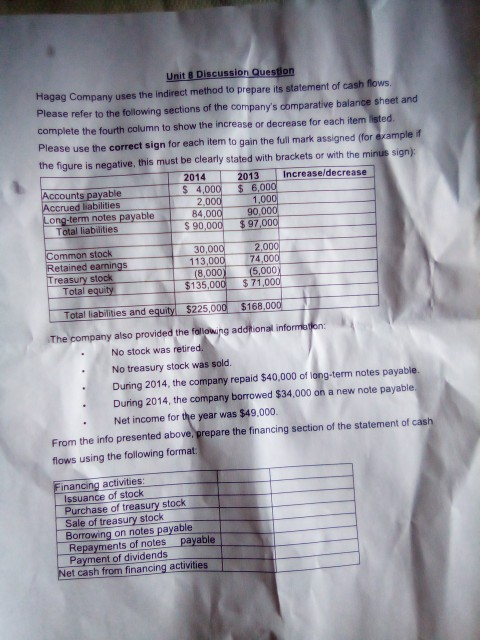 Unit 8 Discussion Question
Hagag Company uses the indirect method to prepare its statement of cash flows.
Please refer to the following sections of the company's comparative balance sheet and
complete the fourth column to show the increase or decrease for each item listed.
Please use the correct sign for each item to gain the full mark assigned (for example if
the figure is negative, this must be clearly stated with brackets or with the minus sign):
2014 2013 Increase/decrease
Accounts payable $ 4,000 $ 6,000
Accrued liabilities 2,000 1,000
Long-term notes payable 84,000 90,000
Total liabilities $ 90,000 $ 97,000
Common stock 30,000 2,000
Retained earnings 113,000 74,000
Treasury stock (8,000) (5,000)
Total equity $135,000 $ 71,000
Total liabilities and equity $225,000 $168,000
The company also provided the following additional information:
• No stock was retired.
• No treasury stock was sold.
• During 2014, the company repaid $40,000 of long-term notes payable.
• During 2014, the company borrowed $34,000 on a new note payable.
• Net income for the year was $49,000.
From the info presented above, prepare the financing section of the statement of cash
flows using the following format:
Financing activities:
Issuance of stock
Purchase of treasury stock
Sale of treasury stock
Borrowing on notes payable
Repayments of notes payable
Payment of dividends
Net cash from financing activities